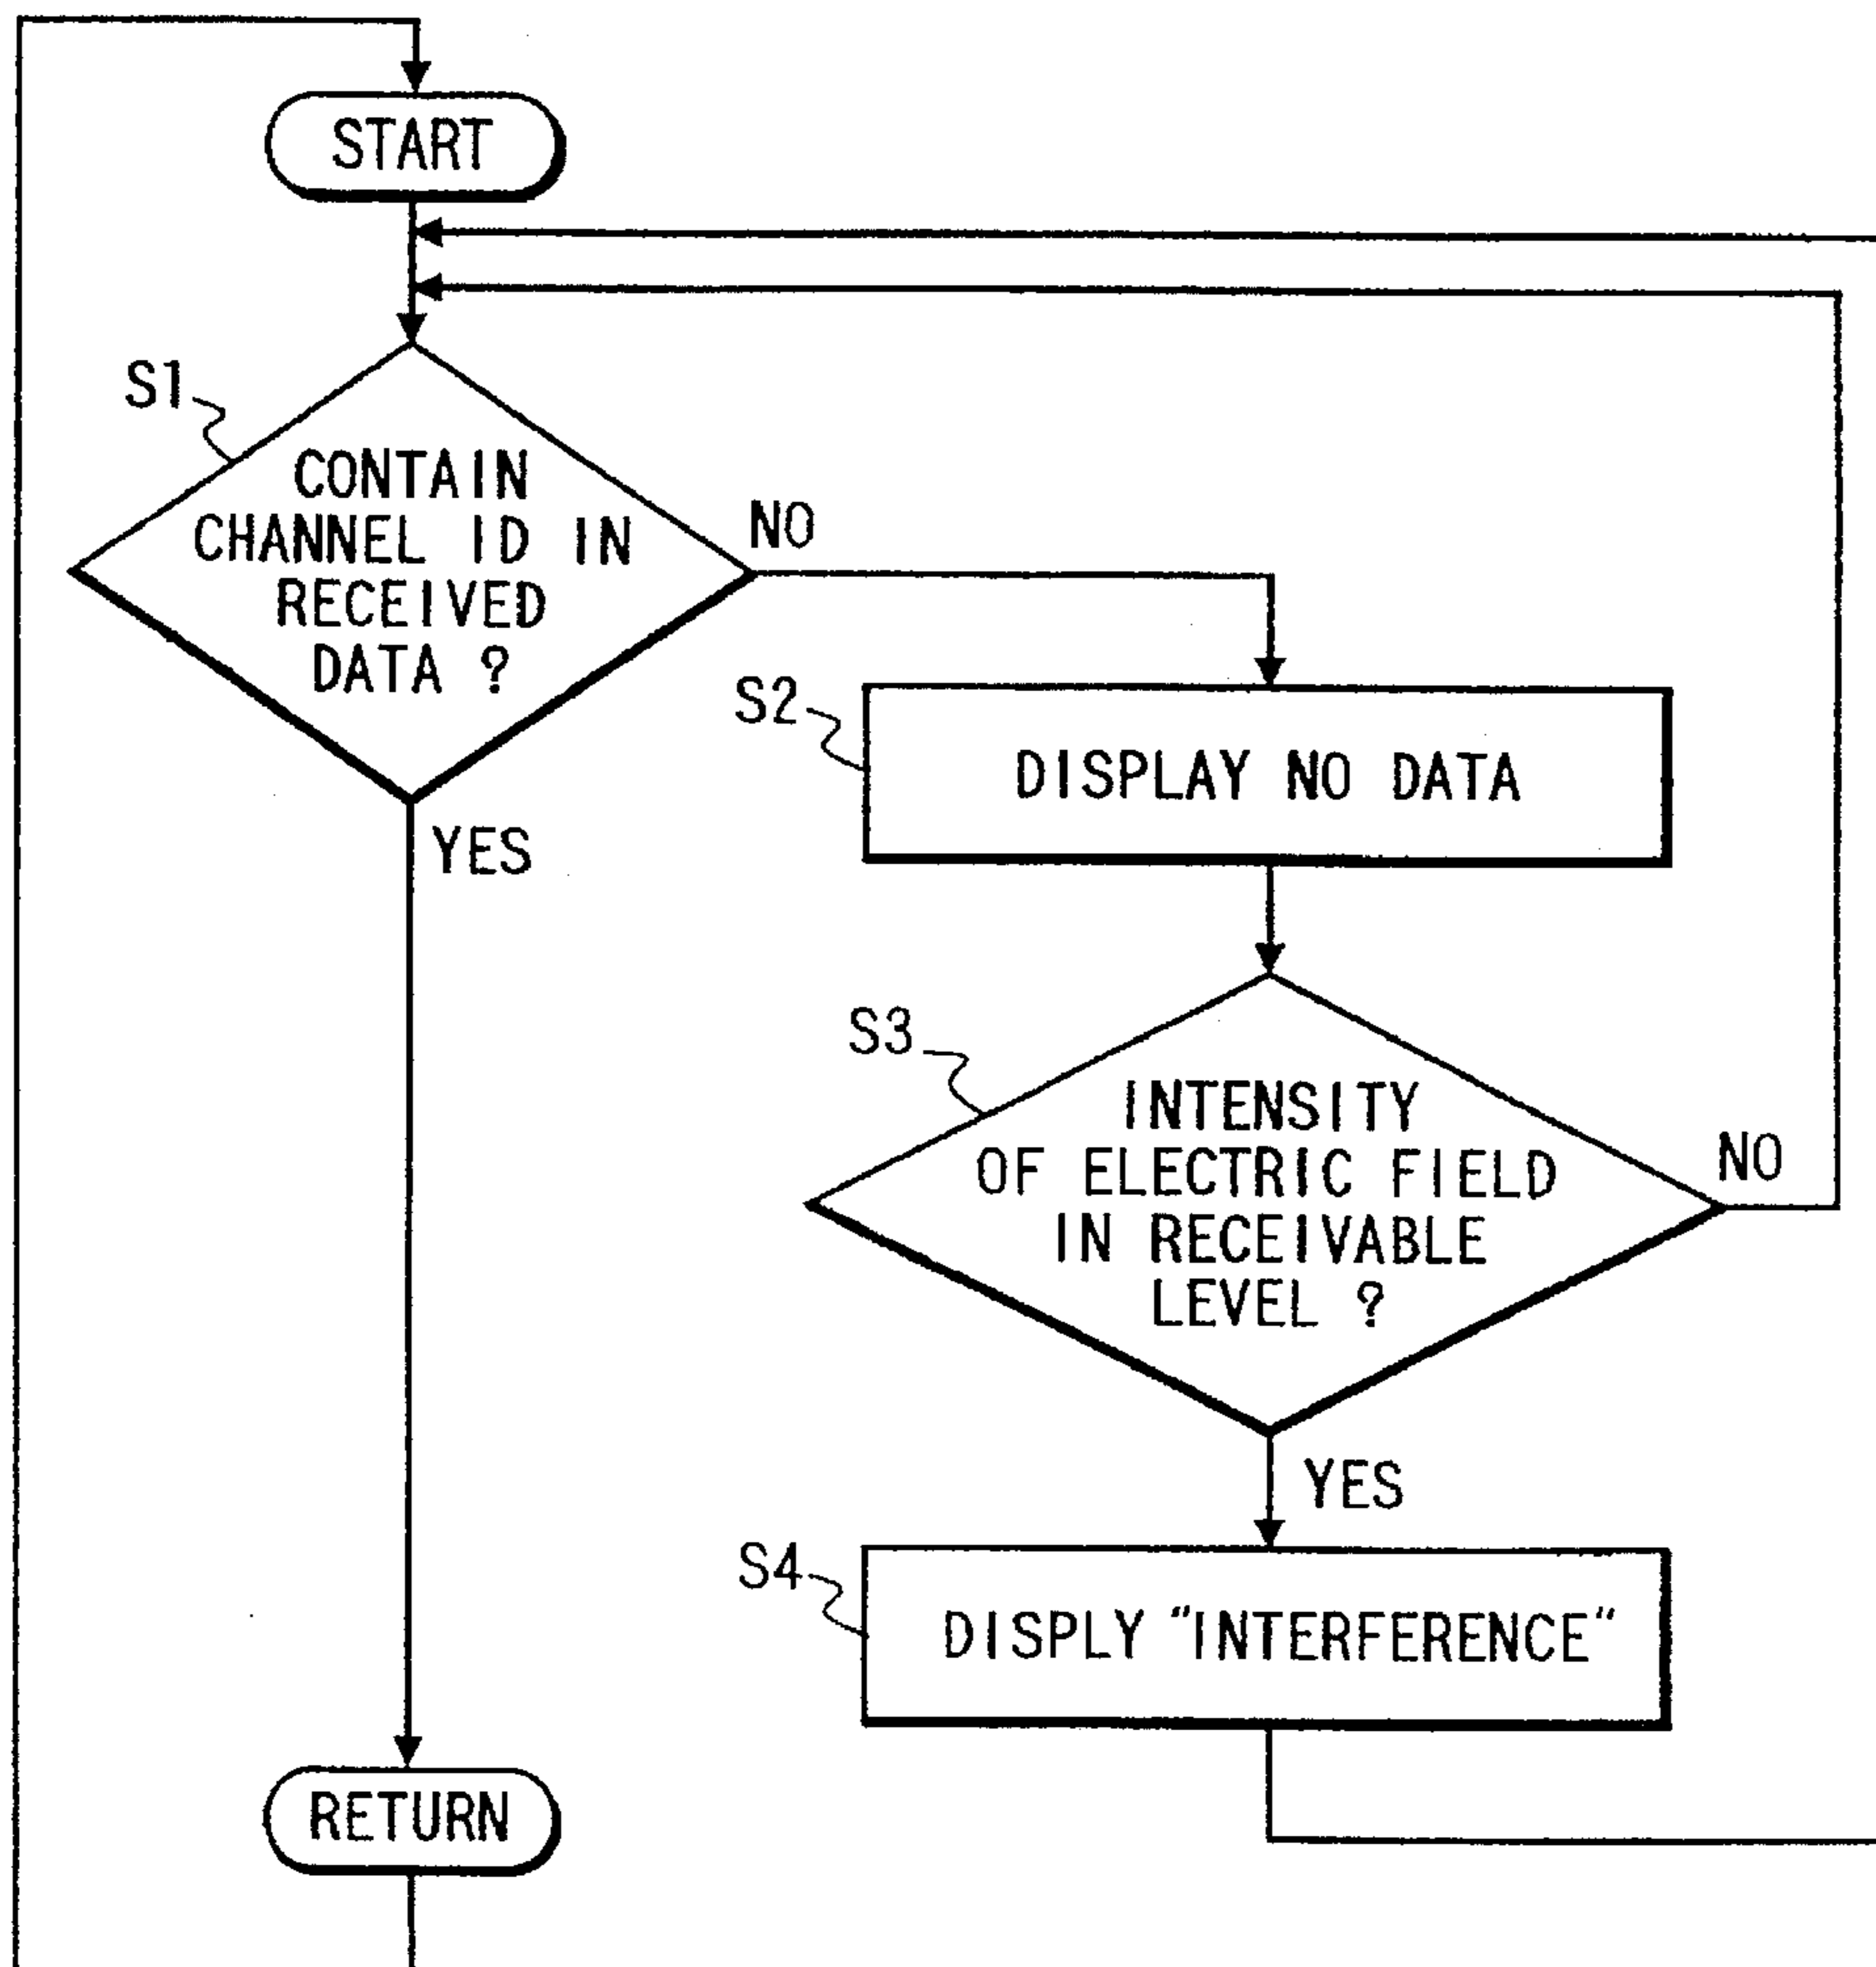 START
S1
CONTAIN
CHANNEL ID IN
RECEIVED
DATA ?
NO
YES
S2
DISPLAY NO DATA
S3
INTENSITY
OF ELECTRIC FIELD
IN RECEIVABLE
LEVEL ?
NO
YES
S4
DISPLY "INTERFERENCE"
RETURN